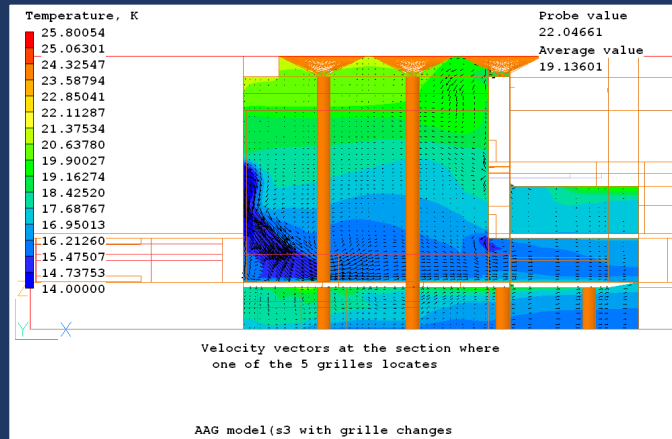 Temperature, K
25.80054
25.06301
24.32547
23.58794
22.85041
22.11287
21.37534
20.63780
19.90027
19.16274
18.42520
17.68767
16.95013
16.21260
15.47507
14.73753
14.00000
Probe value
22.04661
Average value
19.13601
Z
Y
X
Velocity vectors at the section where
one of the 5 grilles locates
AAG model(s3 with grille changes